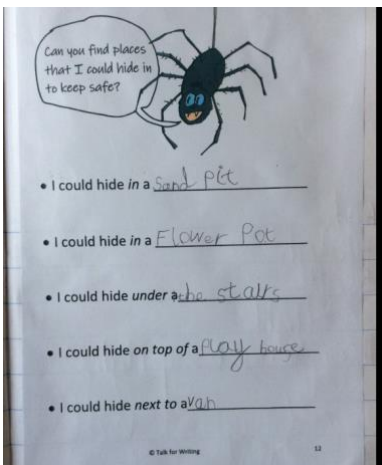 Can you find places
that I could hide in
to keep safe?
• I could hide in a Sand pit
• I could hide in a Flower Pot
• I could hide under a the stairs
• I could hide on top of a Play house
• I could hide next to a van
© Talk for Writing 12